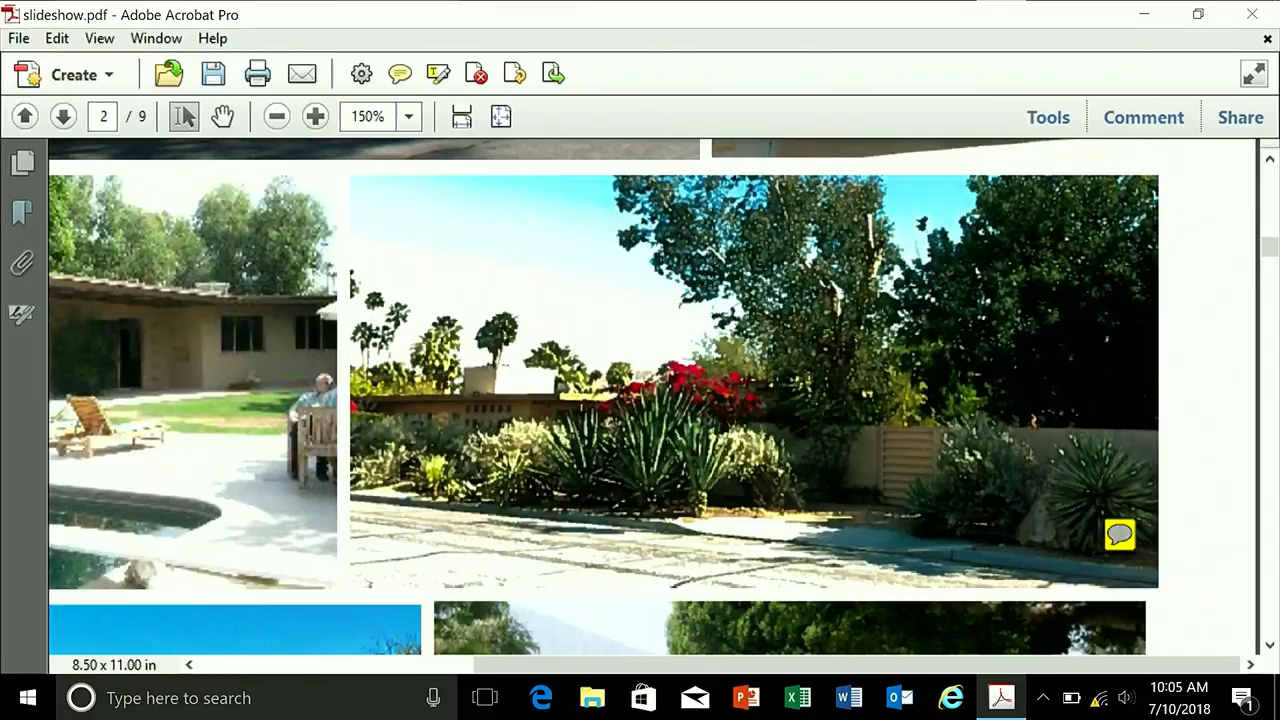 slideshow.pdf - Adobe Acrobat Pro
File Edit View Window Help
Create
2 / 9 150% Tools Comment Share
8.50 x 11.00 in
Type here to search
10:05 AM
7/10/2018
1